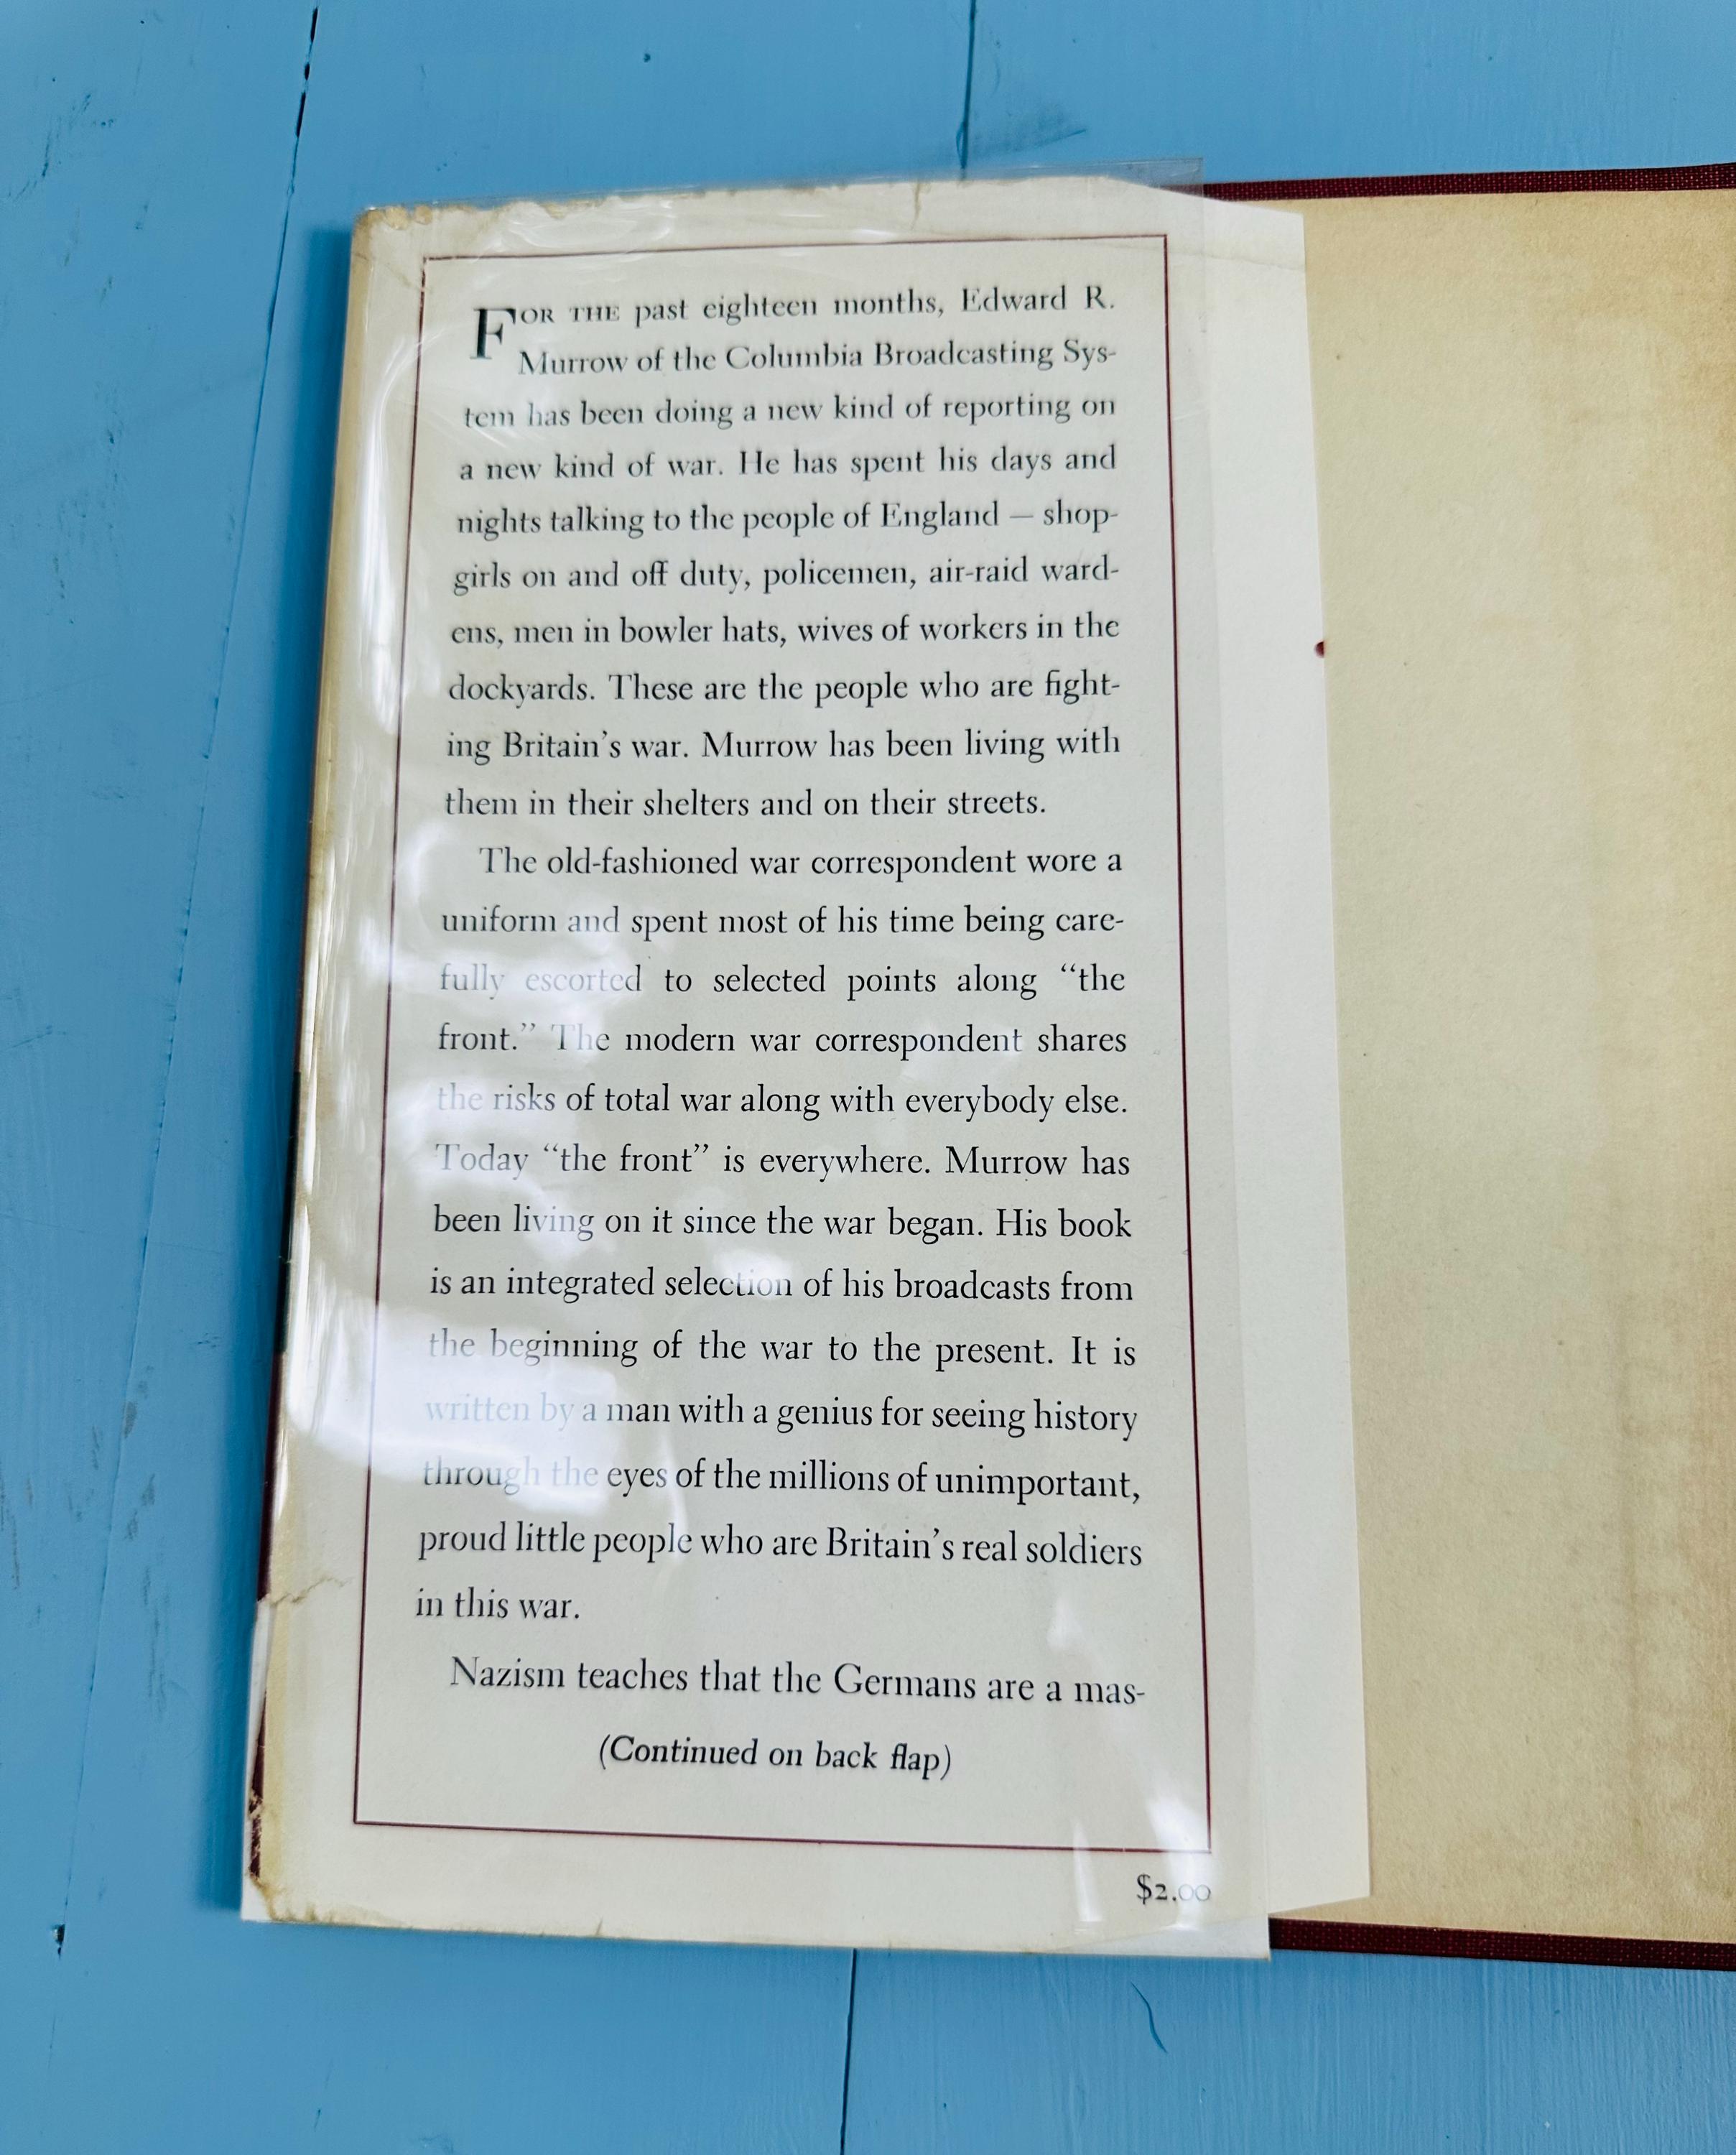 FOR THE past eighteen months, Edward R.
Murrow of the Columbia Broadcasting Sys-
tem has been doing a new kind of reporting on
a new kind of war. He has spent his days and
nights talking to the people of England — shop-
girls on and off duty, policemen, air-raid ward-
ens, men in bowler hats, wives of workers in the
dockyards. These are the people who are fight-
ing Britain’s war. Murrow has been living with
them in their shelters and on their streets.
The old-fashioned war correspondent wore a
uniform and spent most of his time being care-
fully escorted to selected points along “the
front.” The modern war correspondent shares
the risks of total war along with everybody else.
Today “the front” is everywhere. Murrow has
been living on it since the war began. His book
is an integrated selection of his broadcasts from
the beginning of the war to the present. It is
written by a man with a genius for seeing history
through the eyes of the millions of unimportant,
proud little people who are Britain’s real soldiers
in this war.
Nazism teaches that the Germans are a mas-
(Continued on back flap)
$2.00